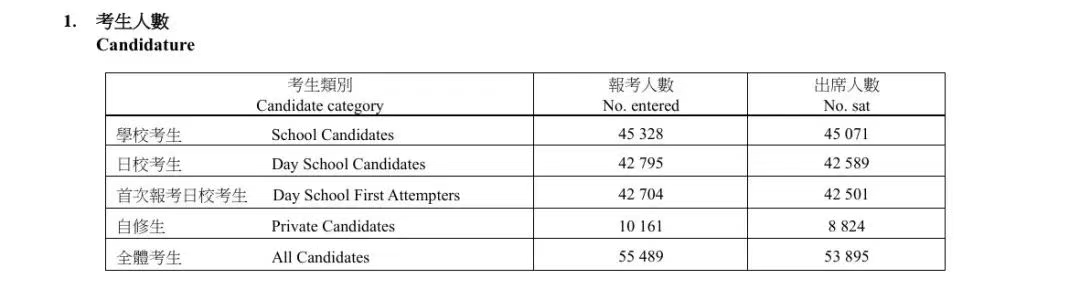 1. 考生人數
Candidature
考生類別 報考人數 出席人數
Candidate category No. entered No. sat
學校考生 School Candidates 45 328 45 071
日校考生 Day School Candidates 42 795 42 589
首次報考日校考生 Day School First Attempters 42 704 42 501
自修生 Private Candidates 10 161 8 824
全體考生 All Candidates 55 489 53 895